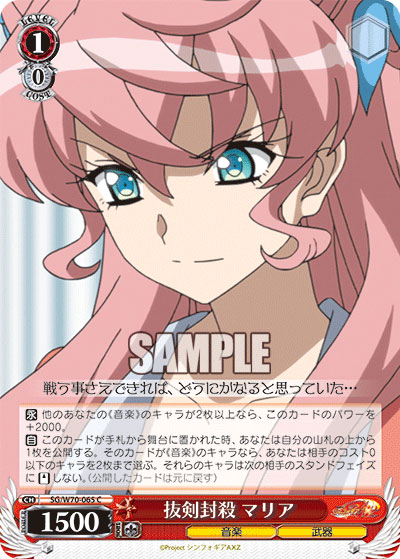 LEVEL
1
0
COST
SAMPLE
戦う事さえできれば、どうにかなると思っていた…
永 他のあなたの《音楽》のキャラが2枚以上なら、このカードのパワーを
+2000。
自 このカードが手札から舞台に置かれた時、あなたは自分の山札の上から
1枚を公開する。そのカードが《音楽》のキャラなら、あなたは相手のコスト0
以下のキャラを2枚まで選ぶ。それらのキャラは次の相手のスタンドフェイズ
に【スタンド】しない。(公開したカードは元に戻す)
CH SG/W70-065 C
1500
抜剣封殺 マリア
音楽 武器
©Project シンフォギアAXZ